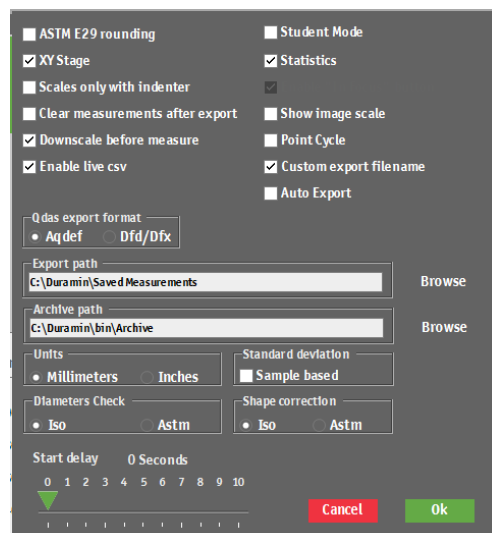 ASTM E29 rounding
Student Mode
XY Stage
Statistics
Scales only with indenter
Clear measurements after export
Show image scale
Downscale before measure
Point Cycle
Enable live csv
Custom export filename
Auto Export
Qdas export format
Aqdef
Dfd/Dfx
Export path
C:\Duramin\Saved Measurements
Browse
Archive path
C:\Duramin\bin\Archive
Browse
Units
Millimeters
Inches
Standard deviation
Sample based
Diameters Check
Iso
Astm
Shape correction
Iso
Astm
Start delay
0 Seconds
0 1 2 3 4 5 6 7 8 9 10
Cancel
Ok